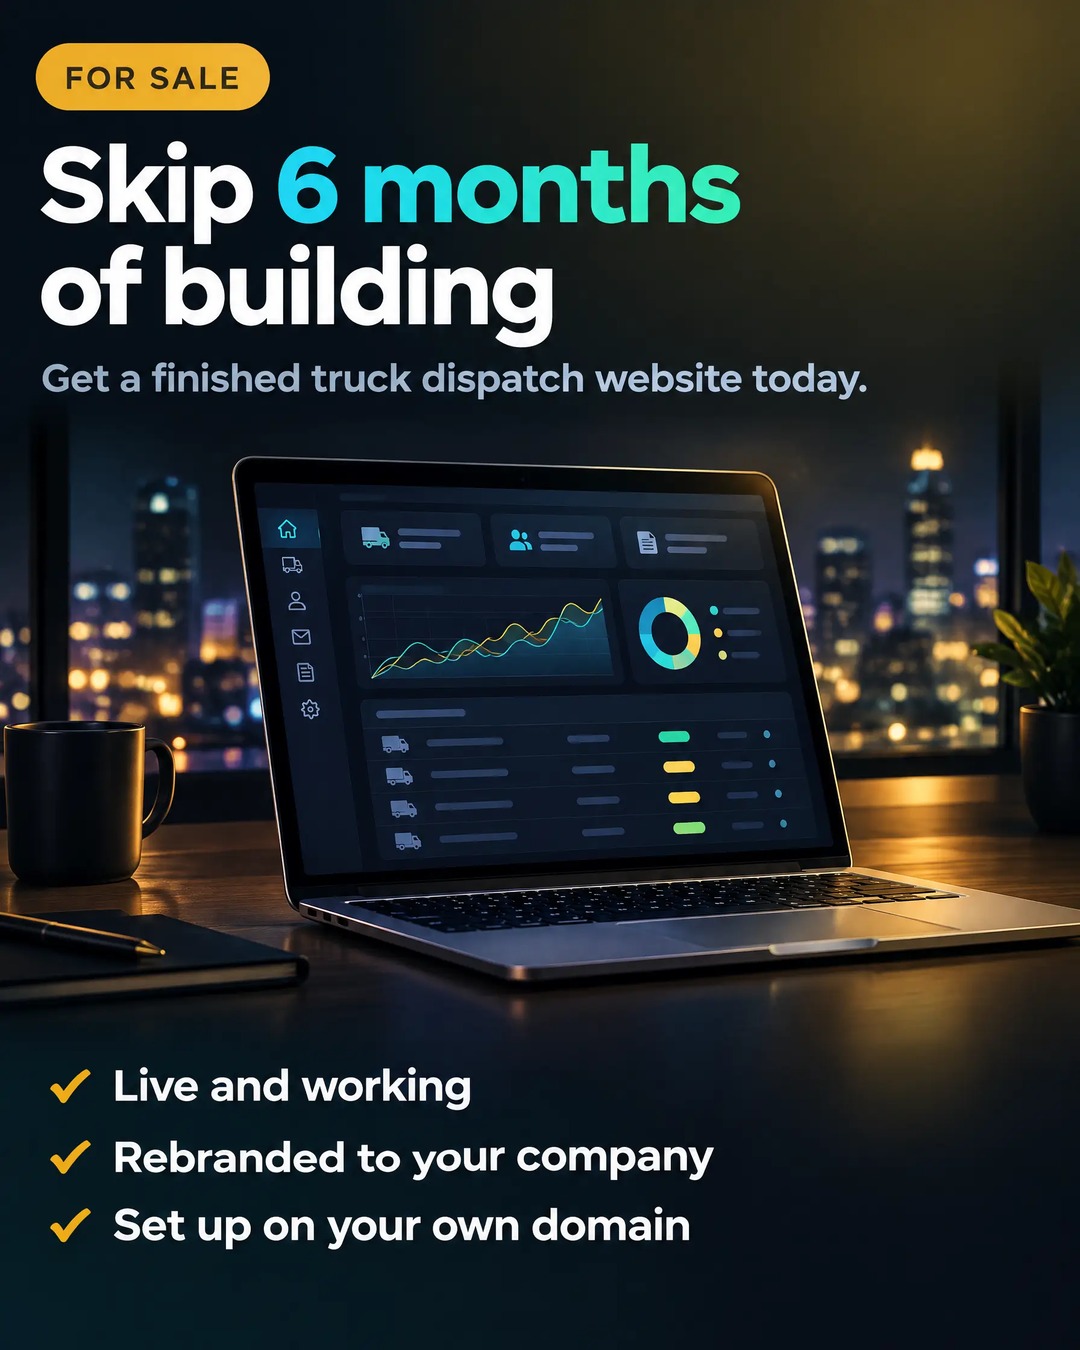 FOR SALE
Skip 6 months
of building
Get a finished truck dispatch website today.
Live and working
Rebranded to your company
Set up on your own domain